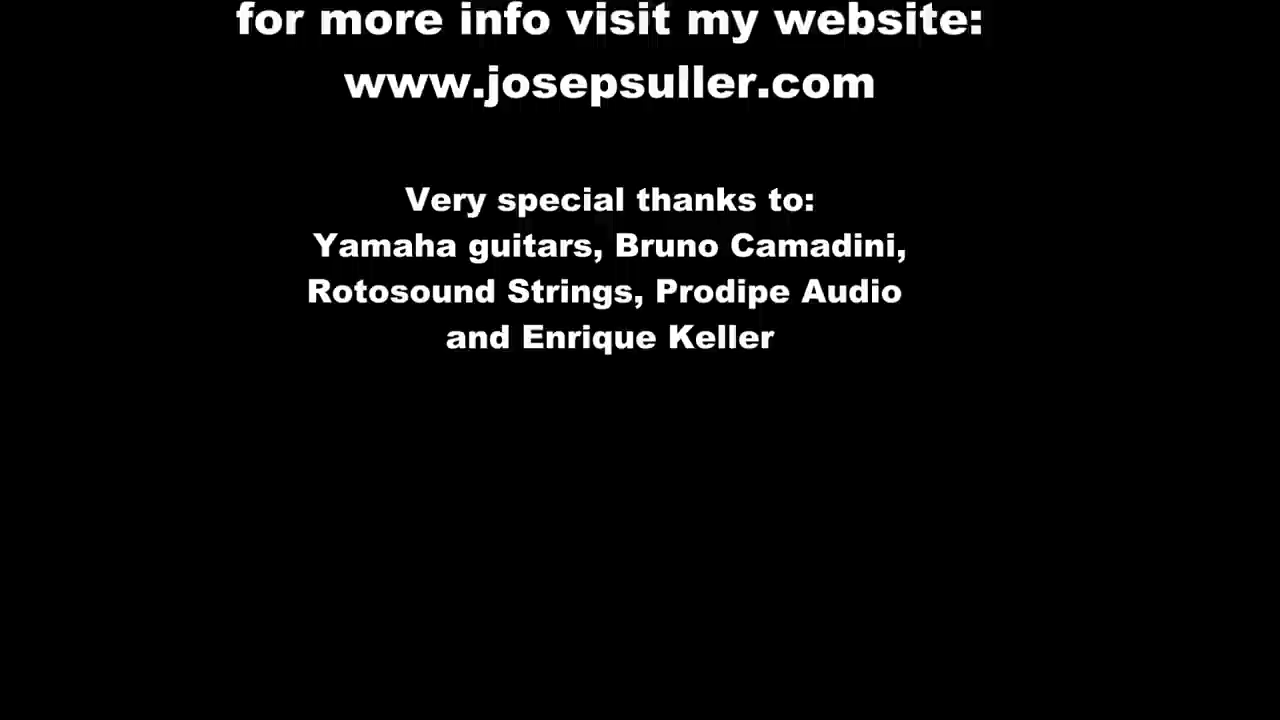 for more info visit my website:
www.josepsuller.com
Very special thanks to:
Yamaha guitars, Bruno Camadini,
Rotosound Strings, Prodipe Audio
and Enrique Keller